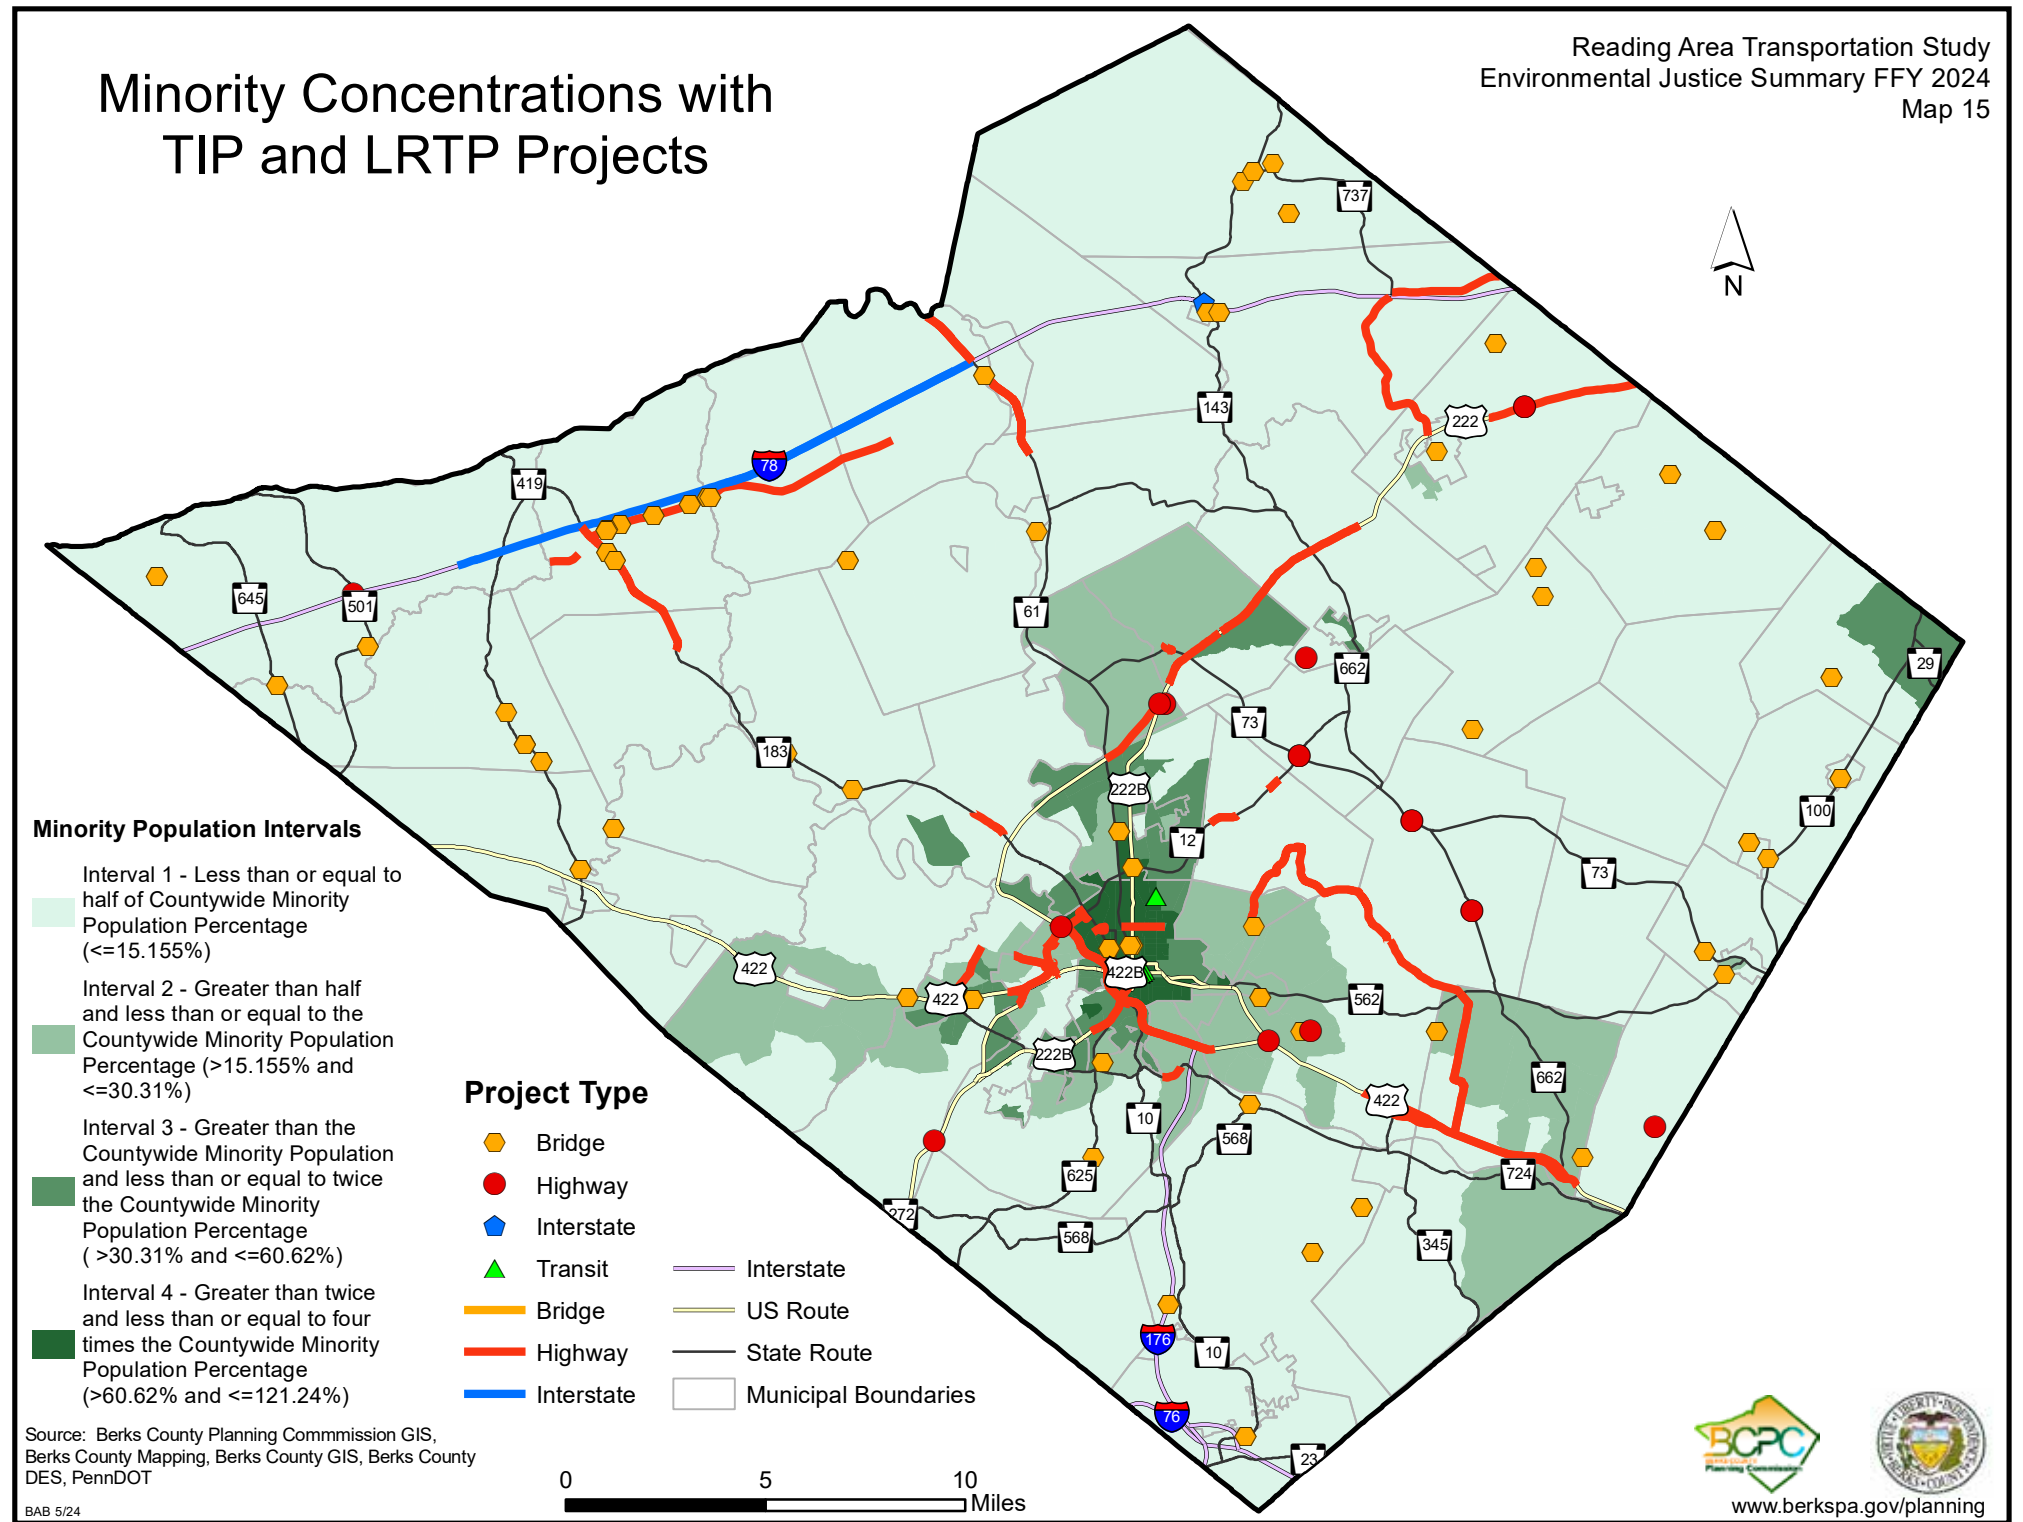 Minority Concentrations with
TIP and LRTP Projects
Reading Area Transportation Study
Environmental Justice Summary FFY 2024
Map 15
N
737
143
222
78
419
645
501
61
662
29
73
183
222B
12
100
73
422
422
422B
562
222B
662
422
10
568
625
724
272
568
345
176
10
76
23
Minority Population Intervals
Interval 1 - Less than or equal to
half of Countywide Minority
Population Percentage
(<=15.155%)
Interval 2 - Greater than half
and less than or equal to the
Countywide Minority Population
Percentage (>15.155% and
<=30.31%)
Interval 3 - Greater than the
Countywide Minority Population
and less than or equal to twice
the Countywide Minority
Population Percentage
( >30.31% and <=60.62%)
Interval 4 - Greater than twice
and less than or equal to four
times the Countywide Minority
Population Percentage
(>60.62% and <=121.24%)
Project Type
Bridge
Highway
Interstate
Transit
Bridge
Highway
Interstate
Interstate
US Route
State Route
Municipal Boundaries
Source: Berks County Planning Commmission GIS,
Berks County Mapping, Berks County GIS, Berks County
DES, PennDOT
BAB 5/24
0 5 10
Miles
BCPC
Planning Commission
www.berkspa.gov/planning